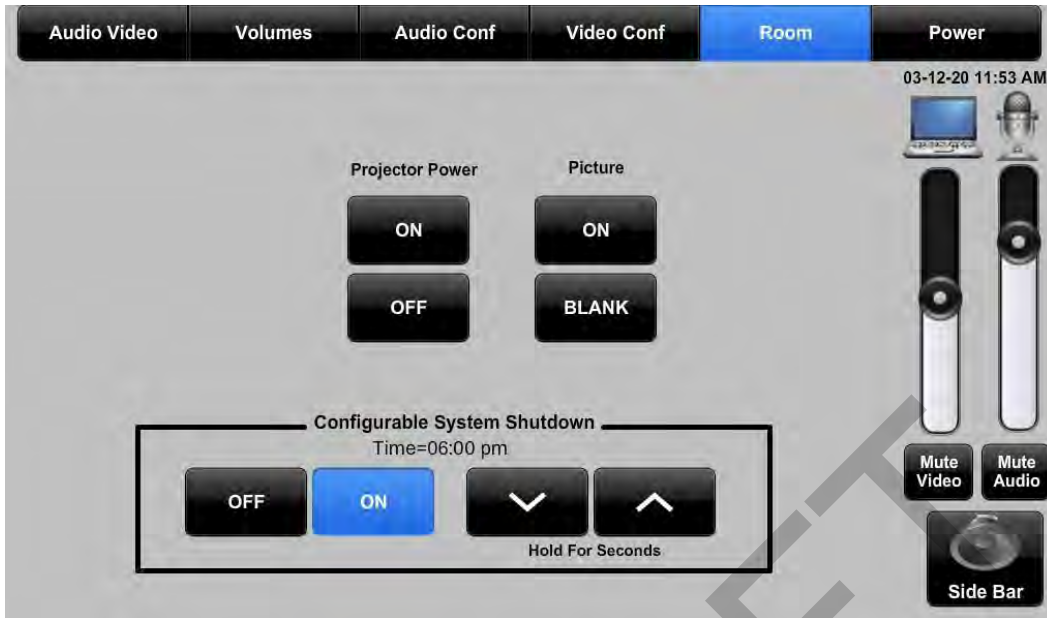 Audio Video
Volumes
Audio Conf
Video Conf
Room
Power
03-12-20 11:53 AM
Projector Power
Picture
ON
ON
OFF
BLANK
Configurable System Shutdown
Time=06:00 pm
OFF
ON
Hold For Seconds
Mute
Video
Mute
Audio
Side Bar